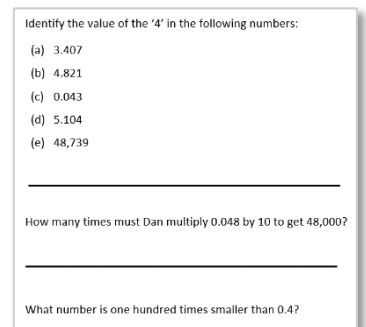 Identify the value of the ‘4’ in the following numbers:
(a) 3.407
(b) 4.821
(c) 0.043
(d) 5.104
(e) 48,739
How many times must Dan multiply 0.048 by 10 to get 48,000?
What number is one hundred times smaller than 0.4?